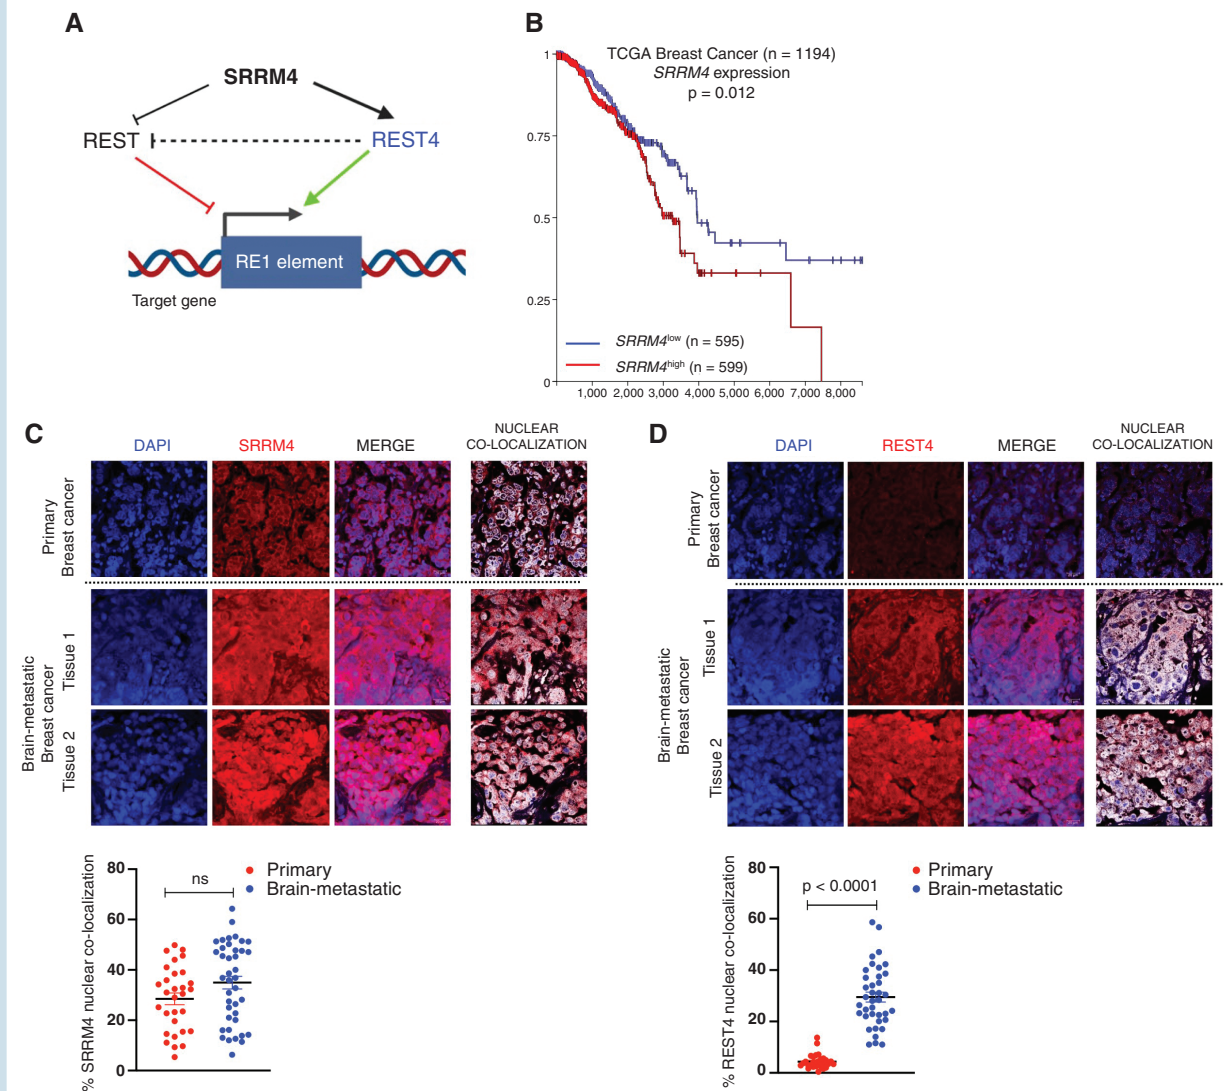 A
SRRM4
REST
REST4
RE1 element
Target gene
B
TCGA Breast Cancer (n = 1194)
SRRM4 expression
p = 0.012
1
0.75
0.5
0.25
0
SRRM4low (n = 595)
SRRM4high (n = 599)
1,000 2,000 3,000 4,000 5,000 6,000 7,000 8,000
C
DAPI
SRRM4
MERGE
NUCLEAR
CO-LOCALIZATION
Primary
Breast cancer
Brain-metastatic
Breast cancer
Tissue 1
Tissue 2
% SRRM4 nuclear co-localization
80
60
40
20
0
ns
Primary
Brain-metastatic
D
DAPI
REST4
MERGE
NUCLEAR
CO-LOCALIZATION
Primary
Breast cancer
Brain-metastatic
Breast cancer
Tissue 1
Tissue 2
% REST4 nuclear co-localization
80
60
40
20
0
p < 0.0001
Primary
Brain-metastatic